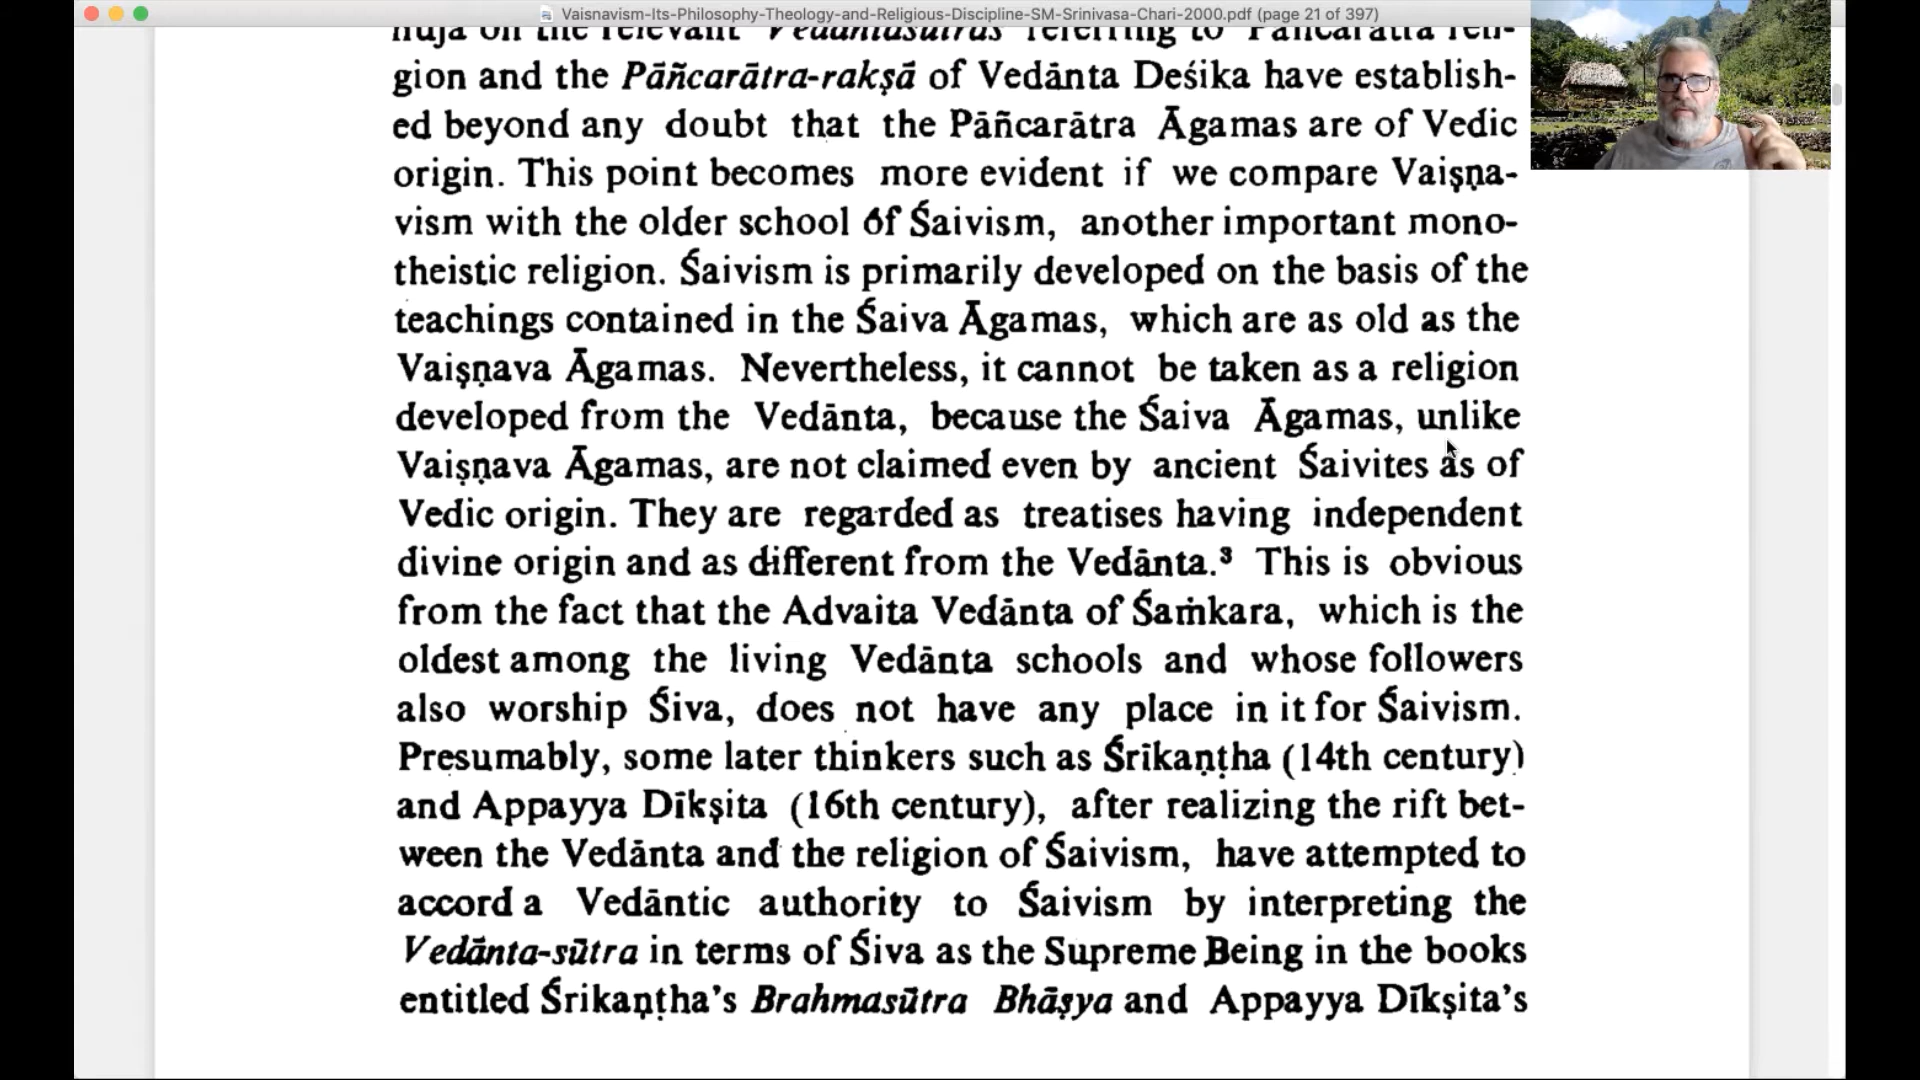 Vaisnavism-Its-Philosophy-Theology-and-Religious-Discipline-SM-Srinivasa-Chari-2000.pdf (page 21 of 397)
nuja on the relevant Vedāntasūtras referring to Pāñcarātra reli-
gion and the Pāñcarātra-rakṣā of Vedānta Deśika have establish-
ed beyond any doubt that the Pāñcarātra Āgamas are of Vedic
origin. This point becomes more evident if we compare Vaiṣṇa-
vism with the older school of Śaivism, another important mono-
theistic religion. Śaivism is primarily developed on the basis of the
teachings contained in the Śaiva Āgamas, which are as old as the
Vaiṣṇava Āgamas. Nevertheless, it cannot be taken as a religion
developed from the Vedānta, because the Śaiva Āgamas, unlike
Vaiṣṇava Āgamas, are not claimed even by ancient Śaivites as of
Vedic origin. They are regarded as treatises having independent
divine origin and as different from the Vedānta.³ This is obvious
from the fact that the Advaita Vedānta of Śaṁkara, which is the
oldest among the living Vedānta schools and whose followers
also worship Śiva, does not have any place in it for Śaivism.
Presumably, some later thinkers such as Śrīkaṇṭha (14th century)
and Appayya Dīkṣita (16th century), after realizing the rift bet-
ween the Vedānta and the religion of Śaivism, have attempted to
accord a Vedāntic authority to Śaivism by interpreting the
Vedānta-sūtra in terms of Śiva as the Supreme Being in the books
entitled Śrikaṇṭha's Brahmasūtra Bhāṣya and Appayya Dīkṣita's